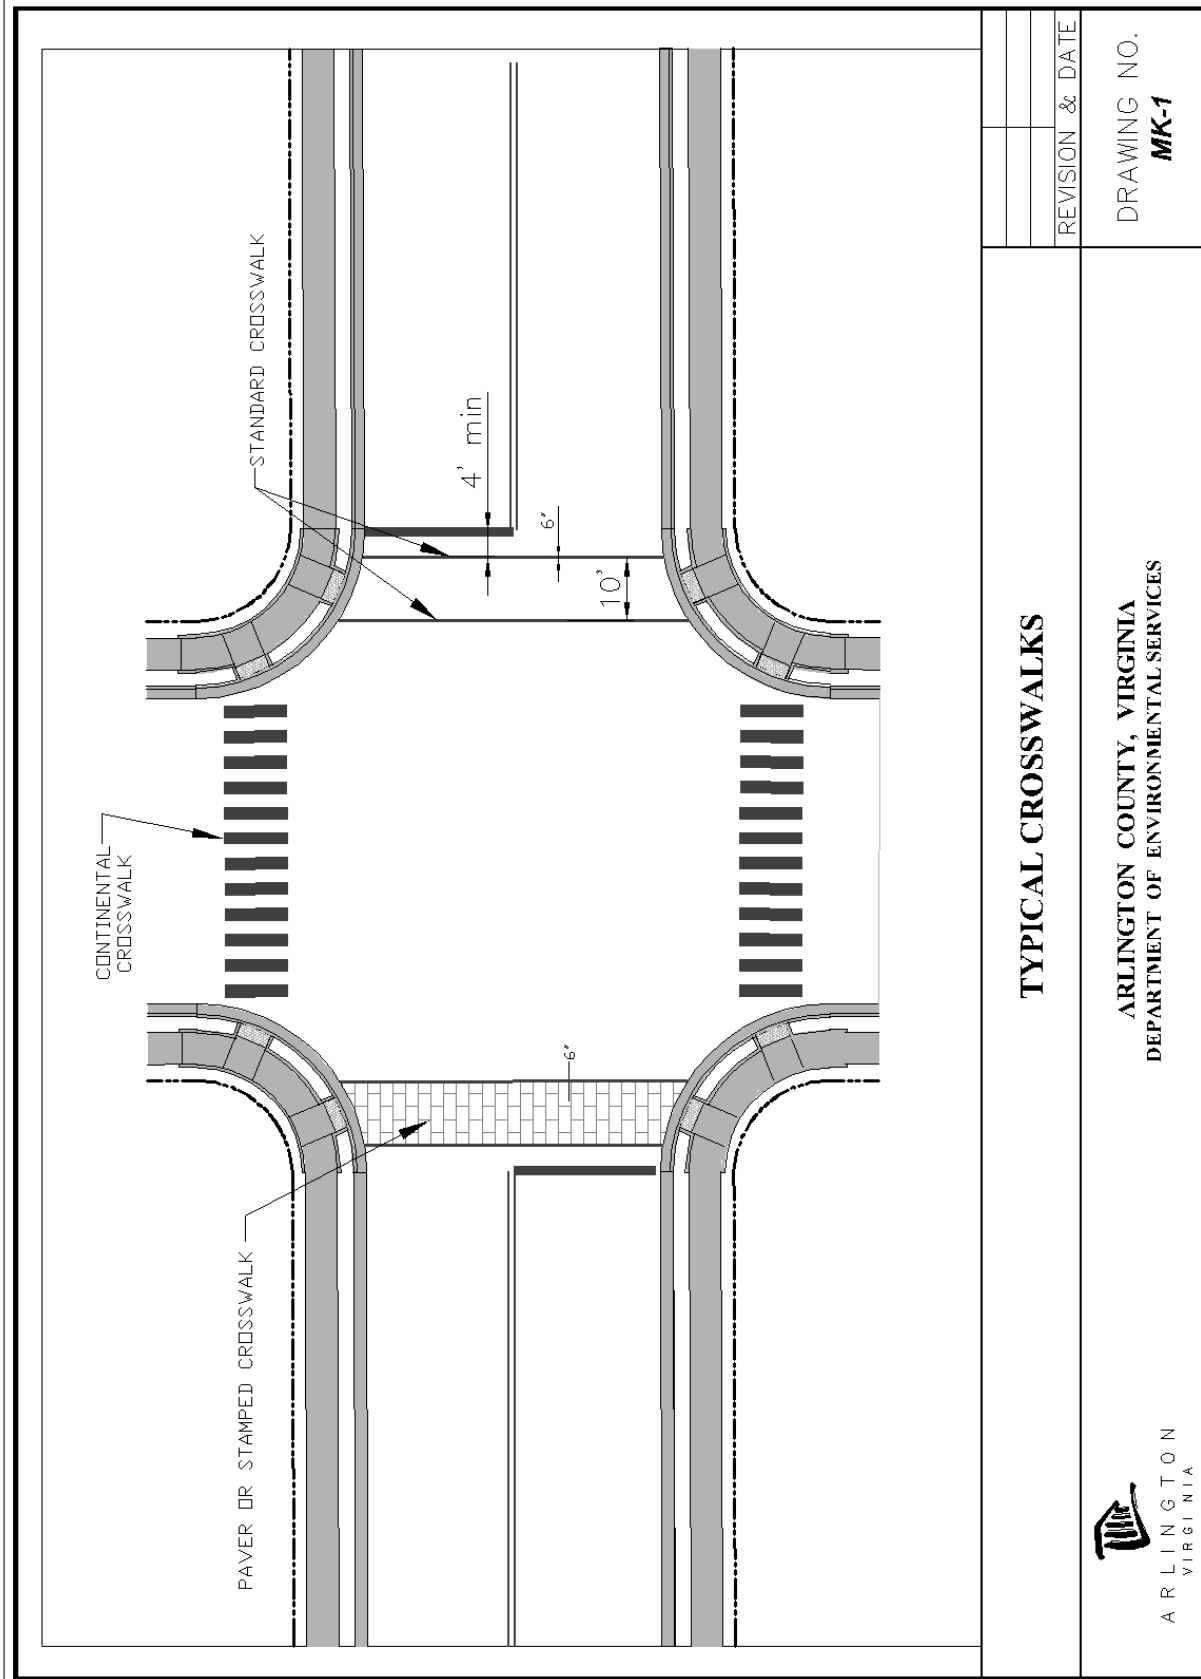 CONTINENTAL
CROSSWALK
PAVER OR STAMPED CROSSWALK
STANDARD CROSSWALK
4' min
6"
10'
6"
TYPICAL CROSSWALKS
REVISION & DATE
ARLINGTON
VIRGINIA
ARLINGTON COUNTY, VIRGINIA
DEPARTMENT OF ENVIRONMENTAL SERVICES
DRAWING NO.
MK-1